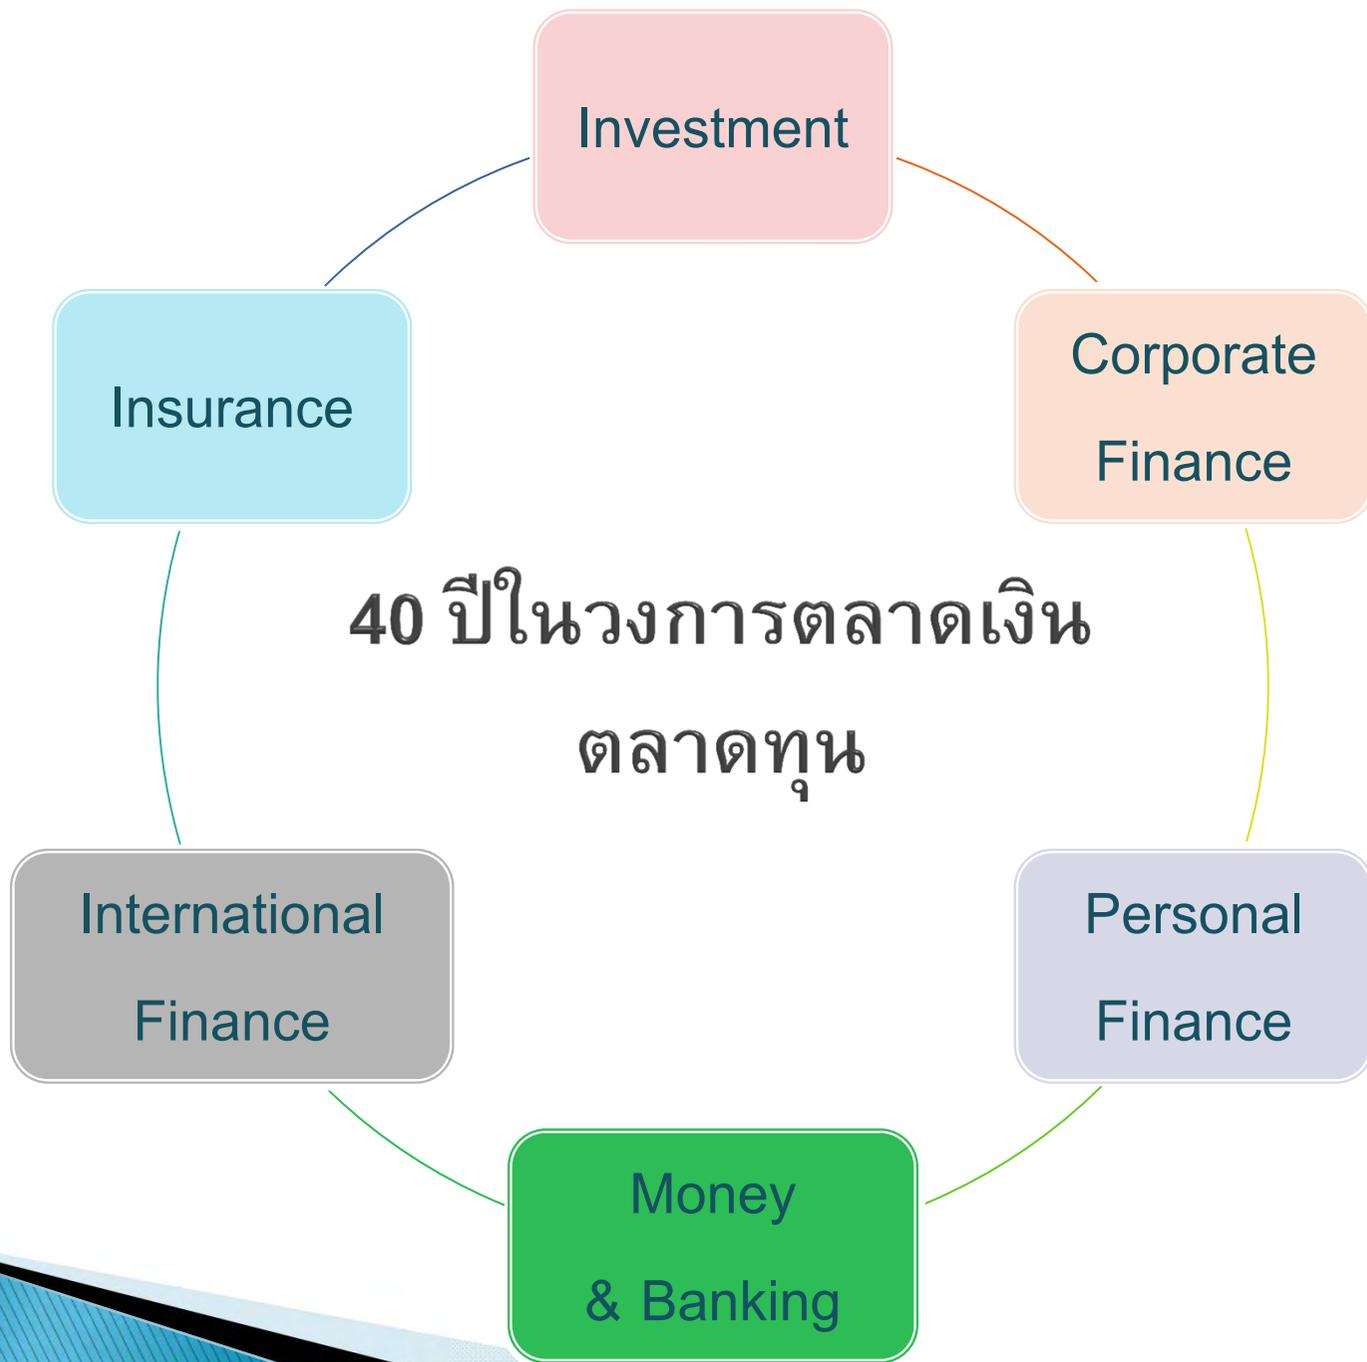 Investment
Corporate
Finance
Insurance
40 ปีในวงการตลาดเงิน
ตลาดทุน
International
Finance
Personal
Finance
Money
& Banking